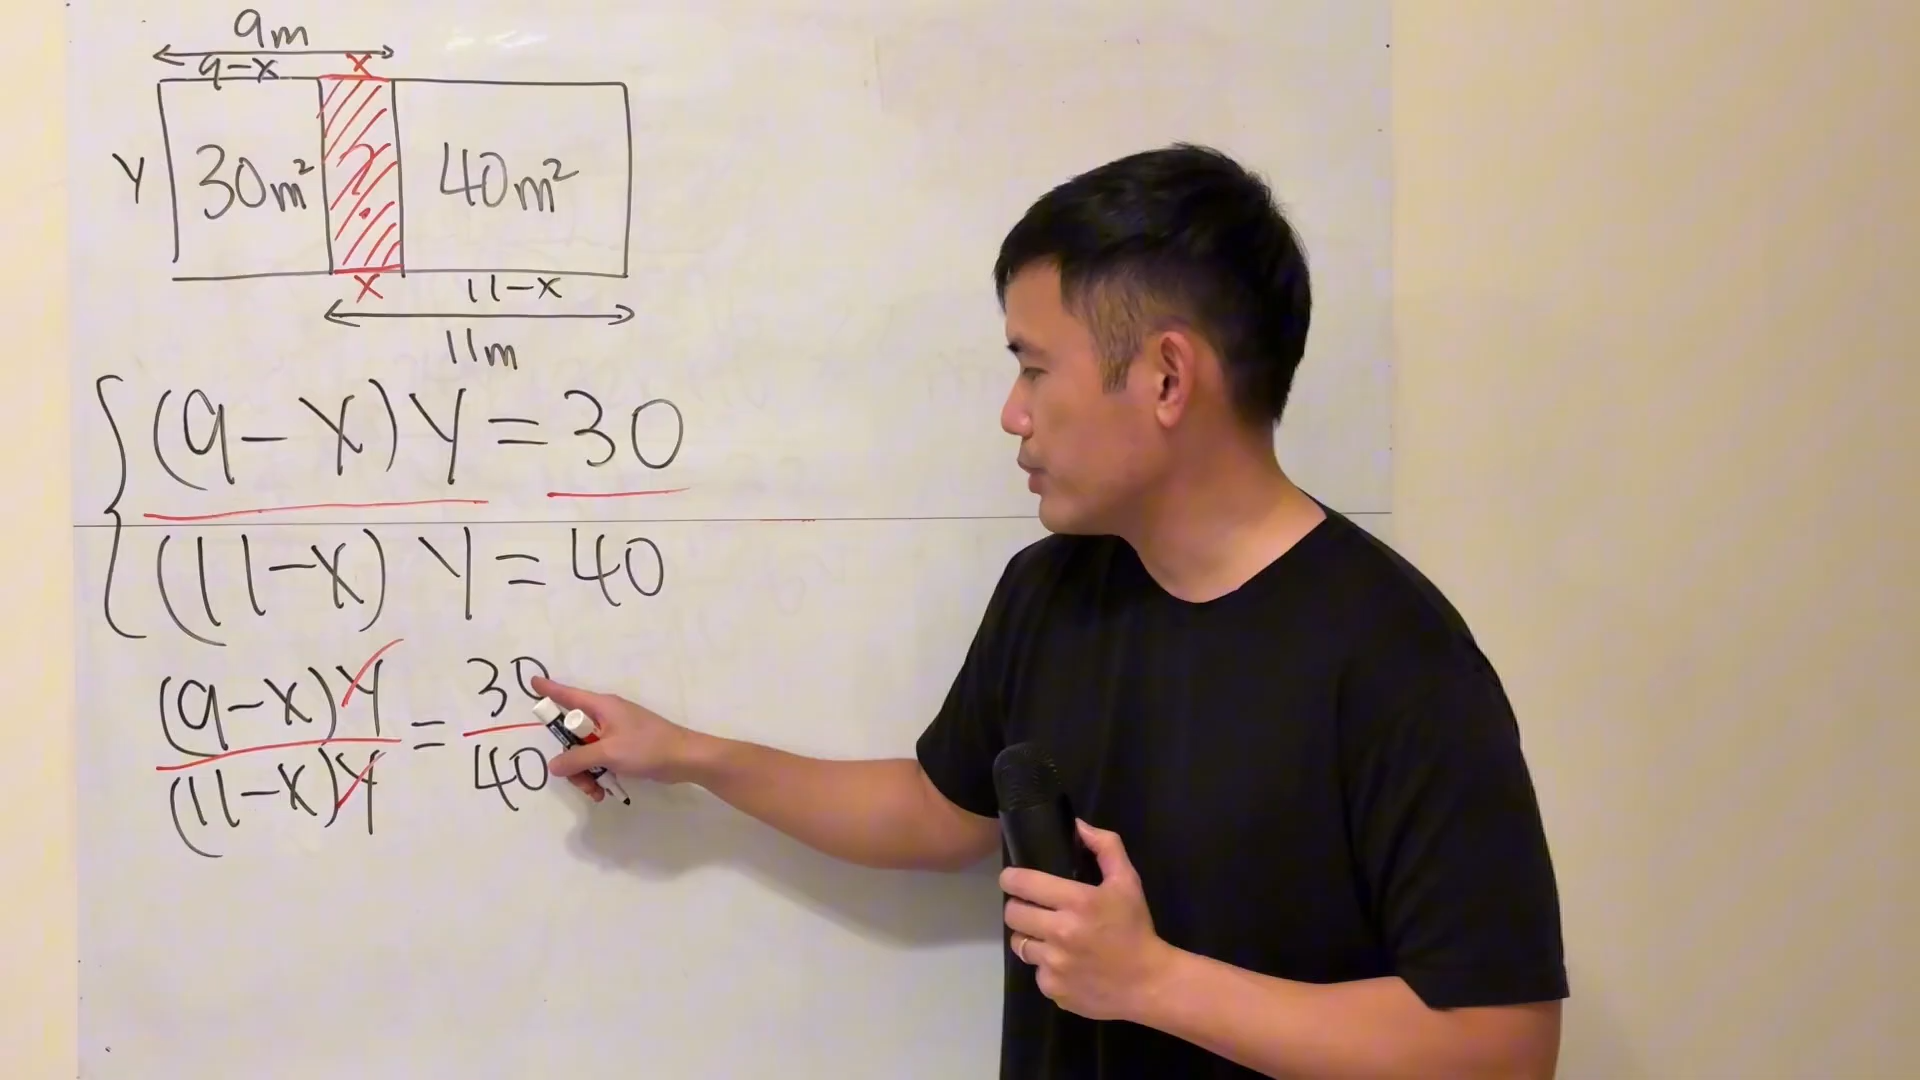 9m
9-x x
Y 30m² ? 40m²
x 11-x
11m
(9-x)Y=30
(11-x)Y=40
(9-x)Y/(11-x)Y = 30/40